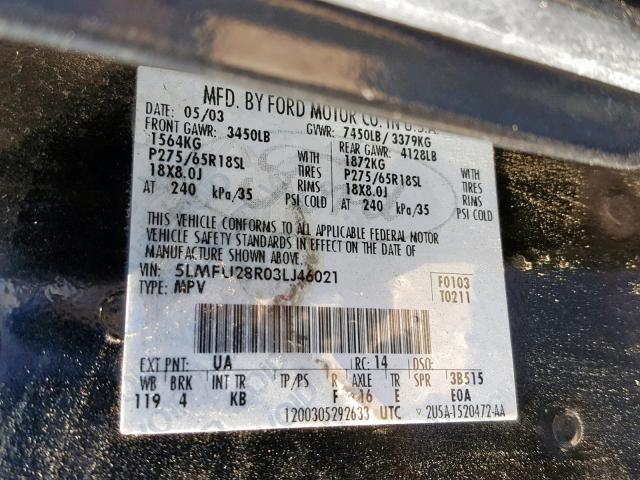 MFD. BY FORD MOTOR CO. IN U.S.A.
DATE: 05/03 GVWR: 7450LB/ 3379KG
FRONT GAWR: 3450LB REAR GAWR: 4128LB
1564KG WITH 1872KG WITH
P275/65R18SL TIRES P275/65R18SL TIRES
18X8.0J RIMS 18X8.0J RIMS
AT 240 kPa/35 PSI COLD AT 240 kPa/35 PSI COLD
THIS VEHICLE CONFORMS TO ALL APPLICABLE FEDERAL MOTOR
VEHICLE SAFETY STANDARDS IN EFFECT ON THE DATE OF
MANUFACTURE SHOWN ABOVE.
VIN: 5LMFU28R03LJ46021 F0103
TYPE: MPV T0211
EXT PNT: UA RC: 14 DSO:
WB BRK INT TR TP/PS R AXLE TR SPR 3B515
119 4 KB F 16 E E0A
1200305292633 UTC 2U5A-1520472-AA